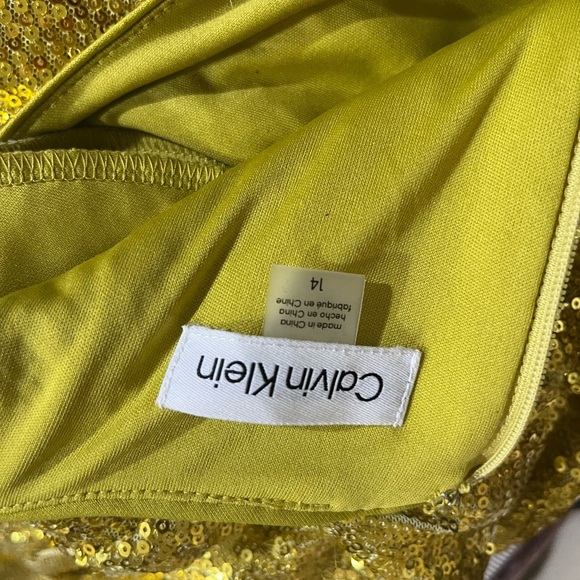 Calvin Klein
made in China
hecho en China
fabriqué en Chine
14